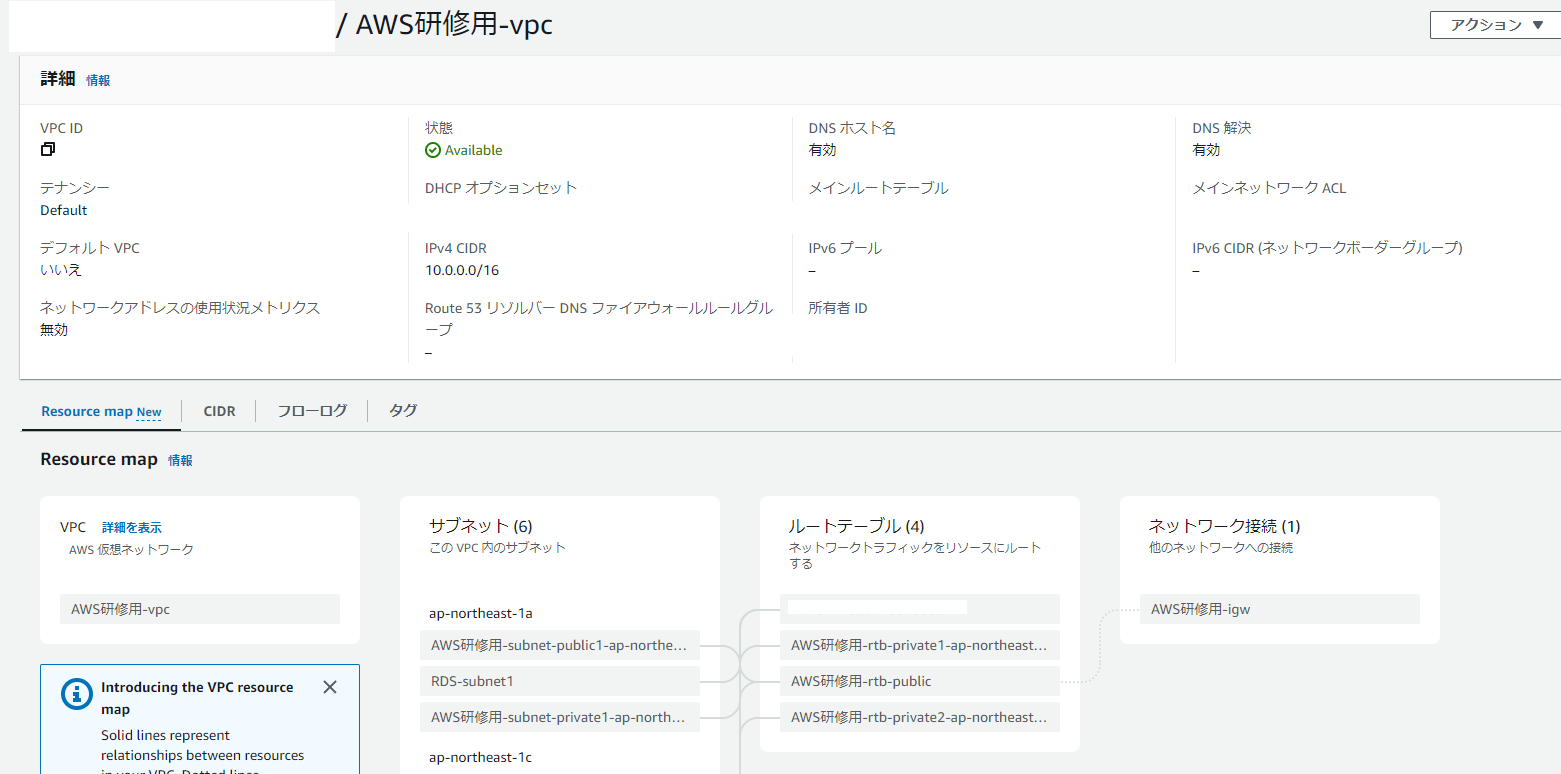 / AWS研修用-vpc
アクション ▼
詳細 情報
VPC ID
状態
Available
DNS ホスト名
有効
DNS 解決
有効
テナンシー
Default
DHCP オプションセット
メインルートテーブル
メインネットワーク ACL
デフォルト VPC
いいえ
IPv4 CIDR
10.0.0.0/16
IPv6 プール
–
IPv6 CIDR (ネットワークボーダーグループ)
–
ネットワークアドレスの使用状況メトリクス
無効
Route 53 リゾルバー DNS ファイアウォールルールグル
ープ
–
所有者 ID
Resource map New
CIDR
フローログ
タグ
Resource map 情報
VPC 詳細を表示
AWS 仮想ネットワーク
AWS研修用-vpc
Introducing the VPC resource
map
Solid lines represent
relationships between resources
in your VPC. Dotted lines
サブネット (6)
この VPC 内のサブネット
ap-northeast-1a
AWS研修用-subnet-public1-ap-northe...
RDS-subnet1
AWS研修用-subnet-private1-ap-north...
ap-northeast-1c
ルートテーブル (4)
ネットワークトラフィックをリソースにルート
する
AWS研修用-rtb-private1-ap-northeast...
AWS研修用-rtb-public
AWS研修用-rtb-private2-ap-northeast...
ネットワーク接続 (1)
他のネットワークへの接続
AWS研修用-igw